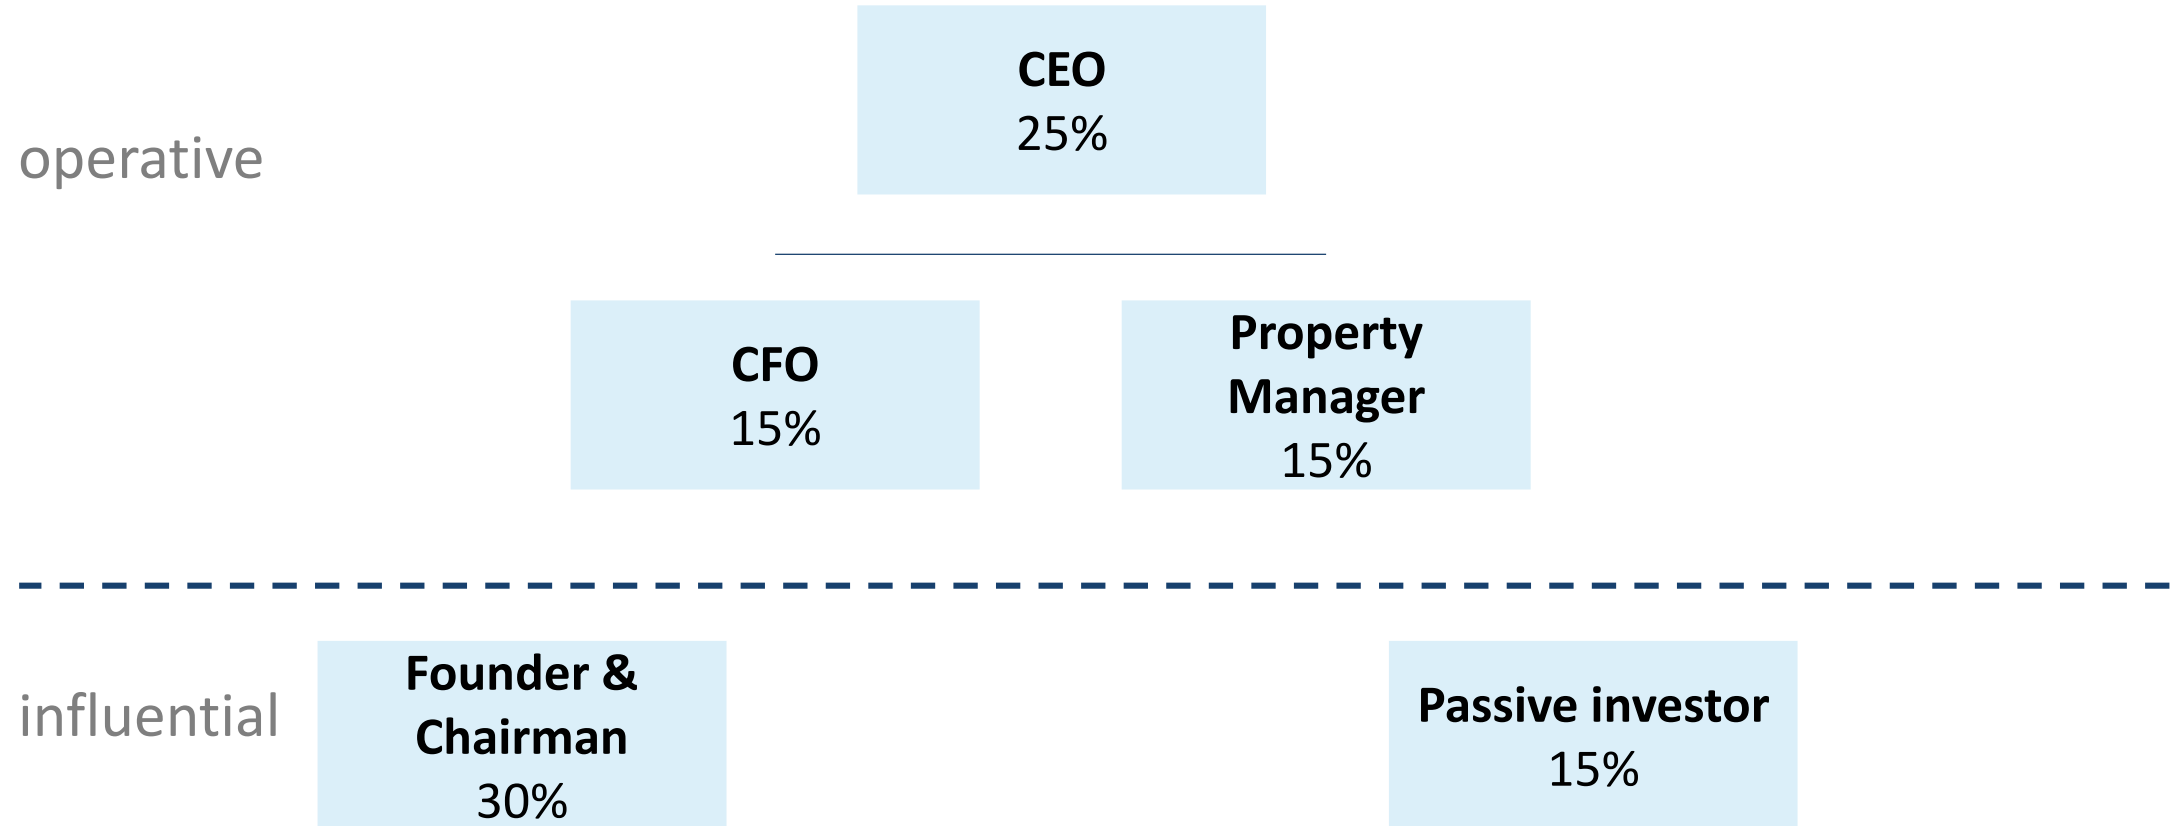 operative
CEO
25%
CFO
15%
Property
Manager
15%
influential
Founder &
Chairman
30%
Passive investor
15%